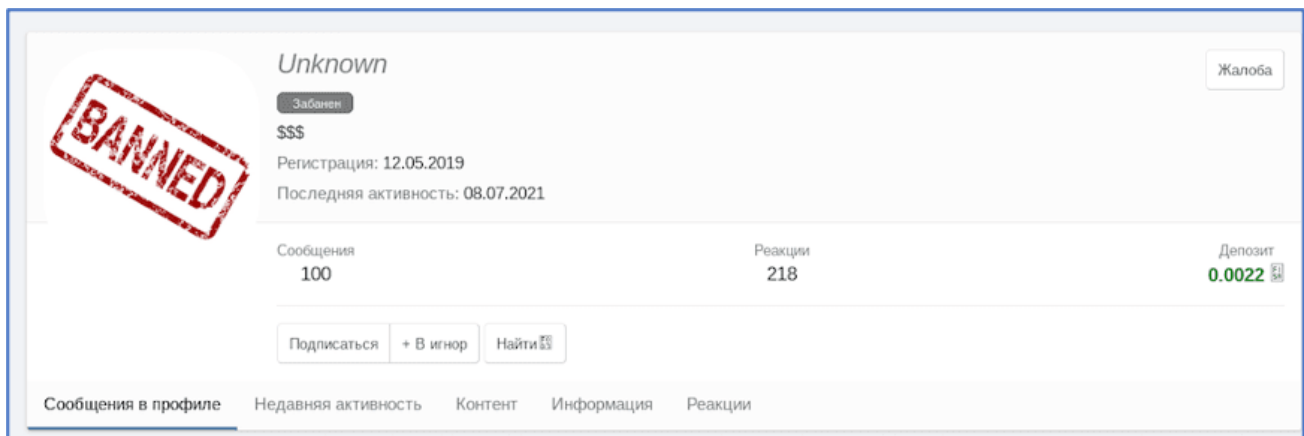 Unknown
Жалоба
BANNED
Забанен
$$$
Регистрация: 12.05.2019
Последняя активность: 08.07.2021
Сообщения
Реакции
Депозит
100
218
0.0022
Подписаться
+ В игнор
Найти
Сообщения в профиле
Недавняя активность
Контент
Информация
Реакции